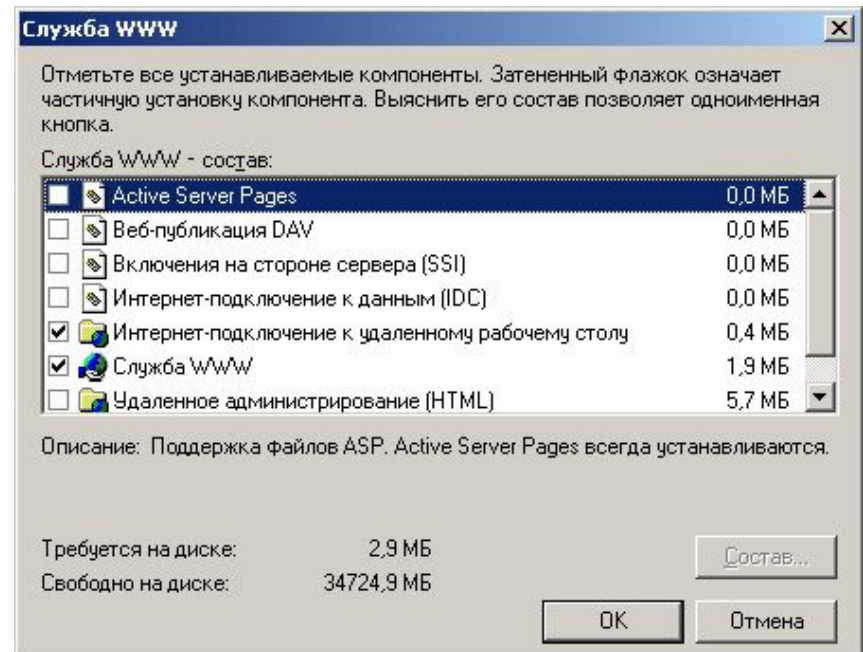 Служба WWW
Отметьте все устанавливаемые компоненты. Затененный флажок означает
частичную установку компонента. Выяснить его состав позволяет одноименная
кнопка.
Служба WWW - состав:
Active Server Pages 0,0 МБ
Веб-публикация DAV 0,0 МБ
Включения на стороне сервера (SSI) 0,0 МБ
Интернет-подключение к данным (IDC) 0,0 МБ
Интернет-подключение к удаленному рабочему столу 0,4 МБ
Служба WWW 1,9 МБ
Удаленное администрирование (HTML) 5,7 МБ
Описание: Поддержка файлов ASP. Active Server Pages всегда устанавливаются.
Требуется на диске: 2,9 МБ
Состав...
Свободно на диске: 34724,9 МБ
OK Отмена